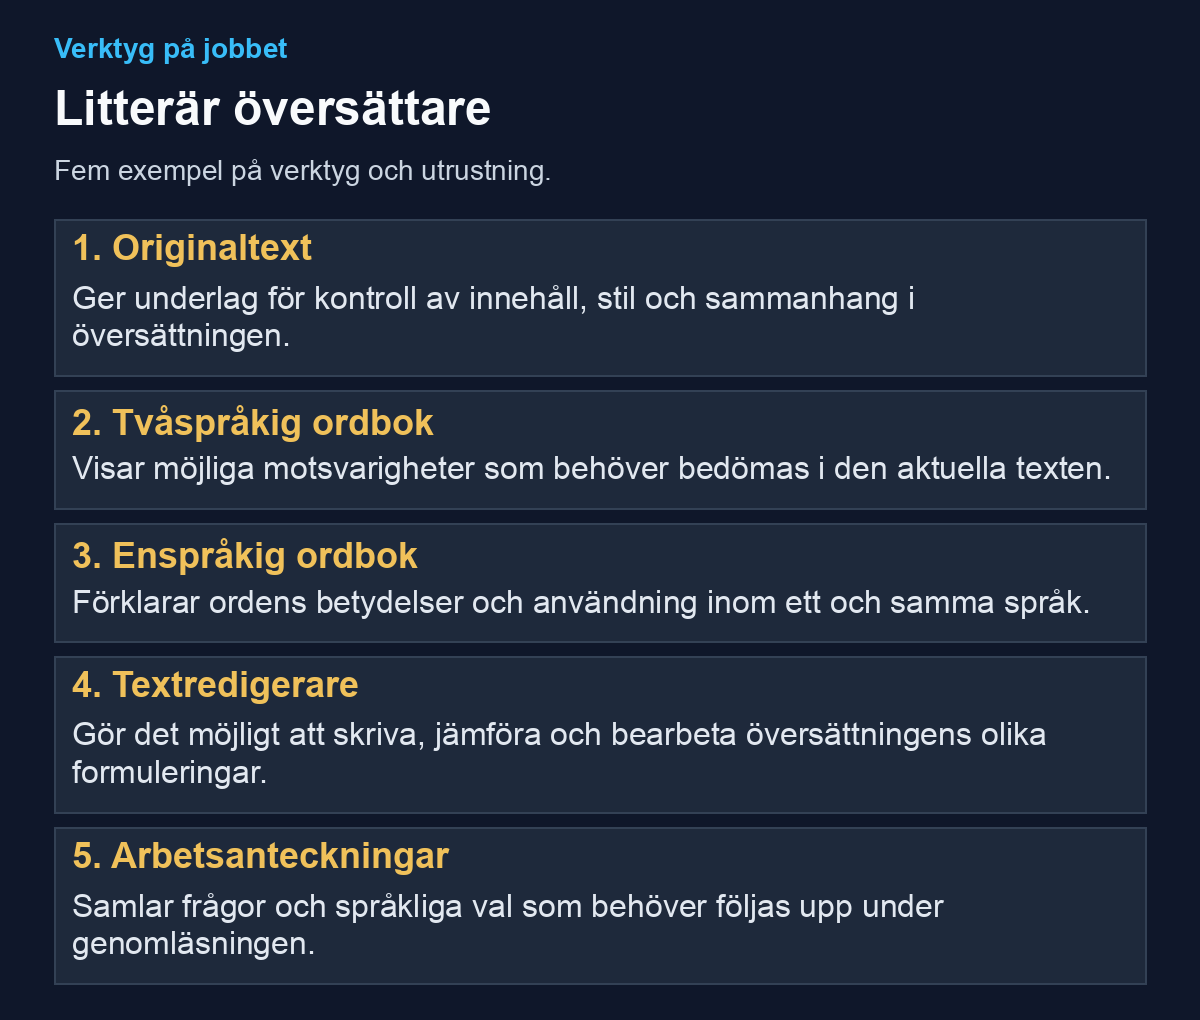 Verktyg på jobbet
Litterär översättare
Fem exempel på verktyg och utrustning.
1. Originaltext
Ger underlag för kontroll av innehåll, stil och sammanhang i
översättningen.
2. Tvåspråkig ordbok
Visar möjliga motsvarigheter som behöver bedömas i den aktuella texten.
3. Enspråkig ordbok
Förklarar ordens betydelser och användning inom ett och samma språk.
4. Textredigerare
Gör det möjligt att skriva, jämföra och bearbeta översättningens olika
formuleringar.
5. Arbetsanteckningar
Samlar frågor och språkliga val som behöver följas upp under
genomläsningen.